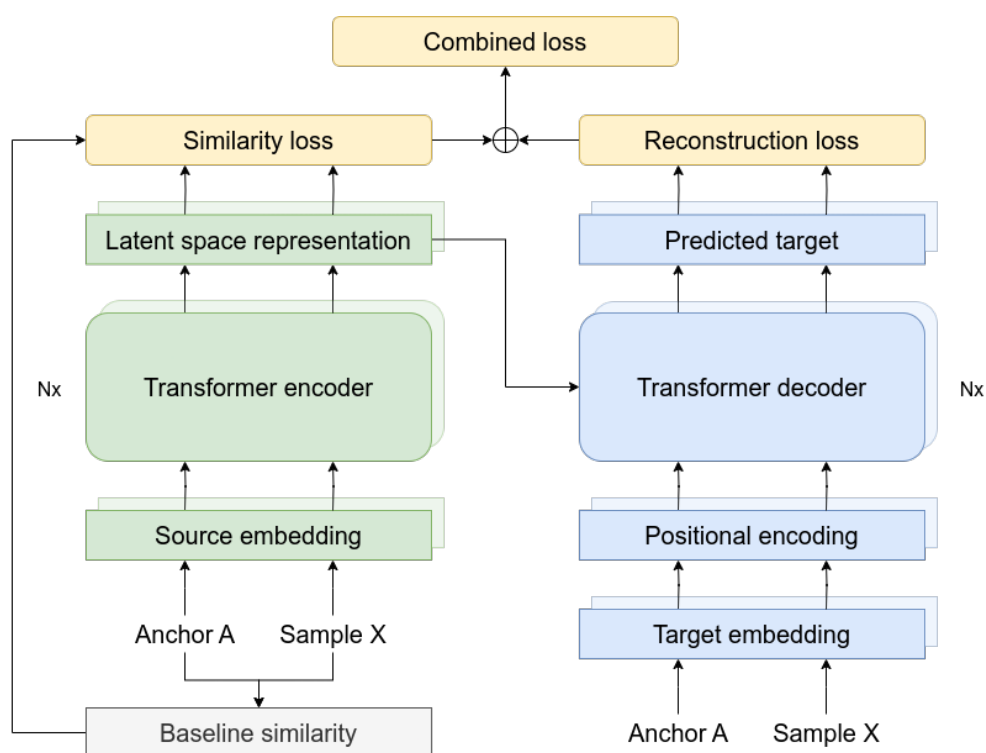 Combined loss
Similarity loss
Reconstruction loss
Latent space representation
Predicted target
Nx
Transformer encoder
Transformer decoder
Nx
Source embedding
Positional encoding
Anchor A
Sample X
Target embedding
Baseline similarity
Anchor A
Sample X